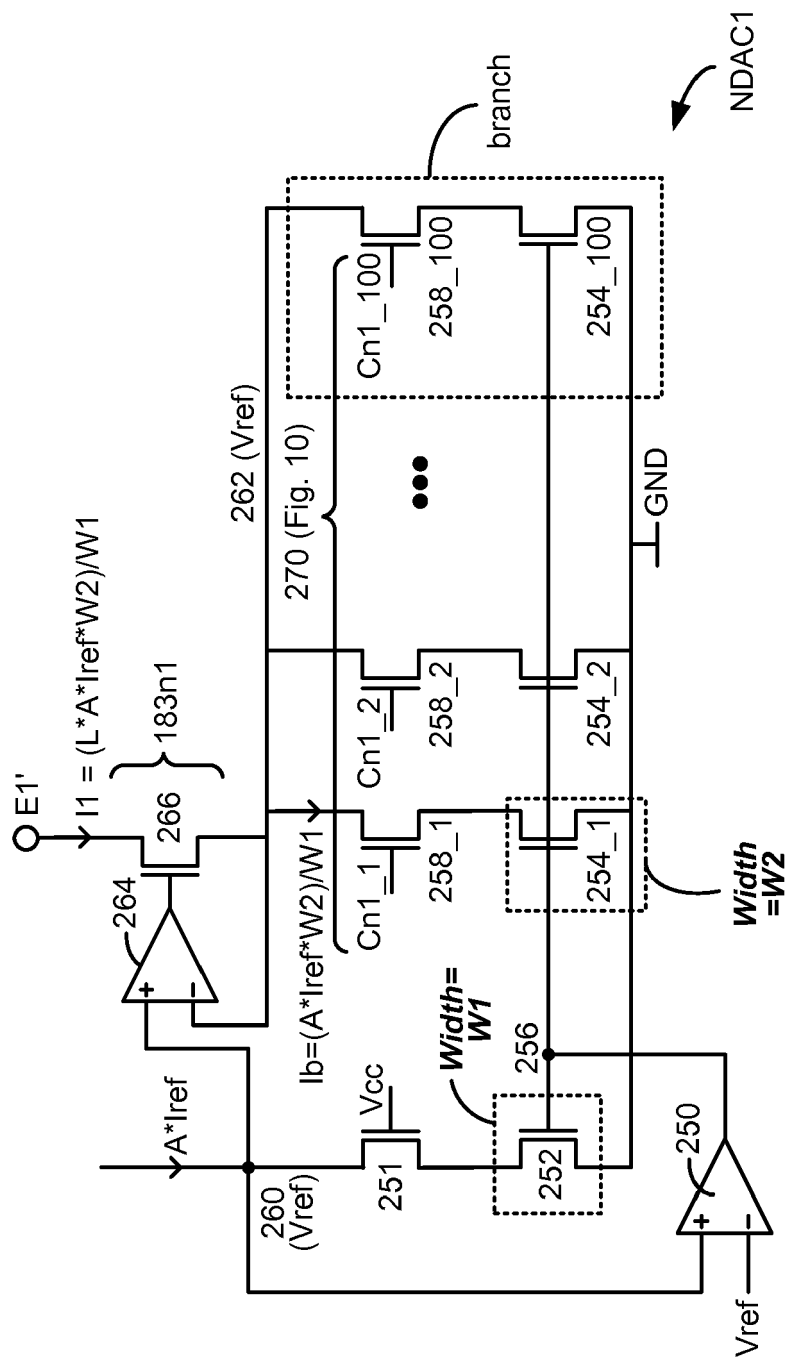 E1'
I1 = (L*A*Iref*W2)/W1
183n1
266
264
+
–
A*Iref
260
(Vref)
262 (Vref)
270 (Fig. 10)
Ib=(A*Iref*W2)/W1
Vcc
251
Cn1_1
258_1
Cn1_2
258_2
Cn1_100
258_100
branch
Width=
W1
252
256
254_1
254_2
254_100
Width
=W2
GND
250
+
–
Vref
NDAC1